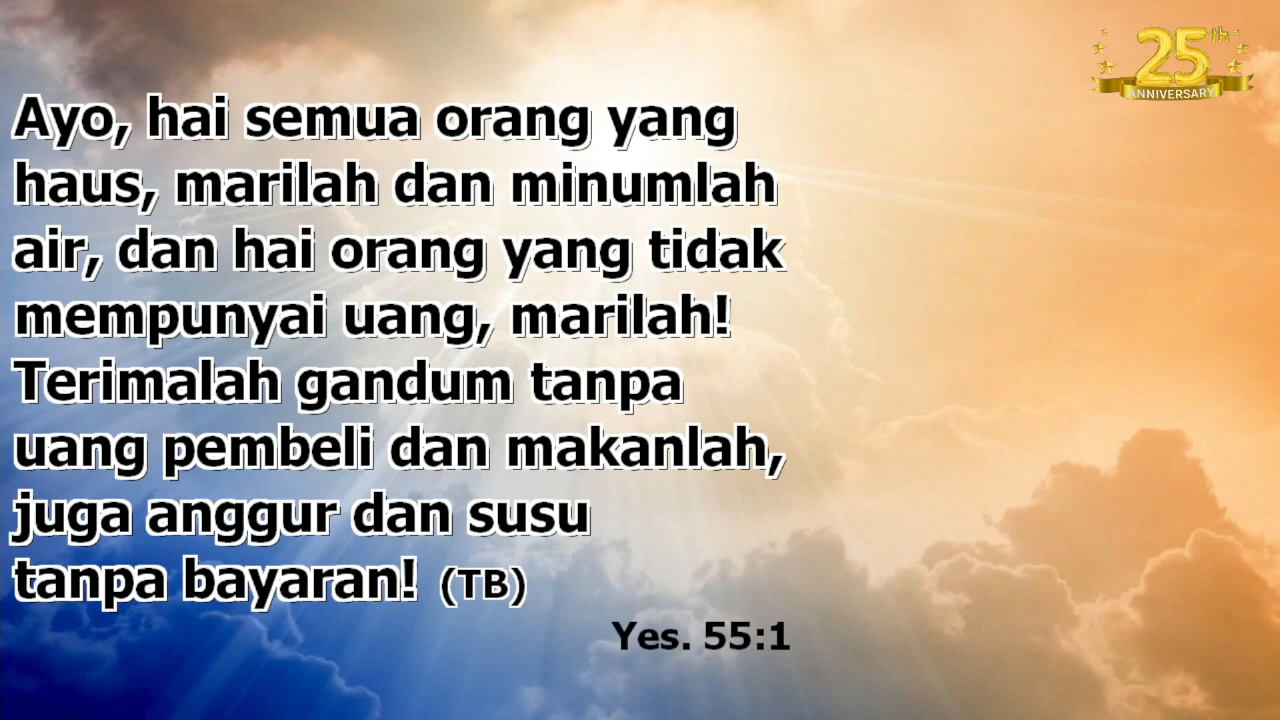 25th
ANNIVERSARY
Ayo, hai semua orang yang
haus, marilah dan minumlah
air, dan hai orang yang tidak
mempunyai uang, marilah!
Terimalah gandum tanpa
uang pembeli dan makanlah,
juga anggur dan susu
tanpa bayaran! (TB)
Yes. 55:1